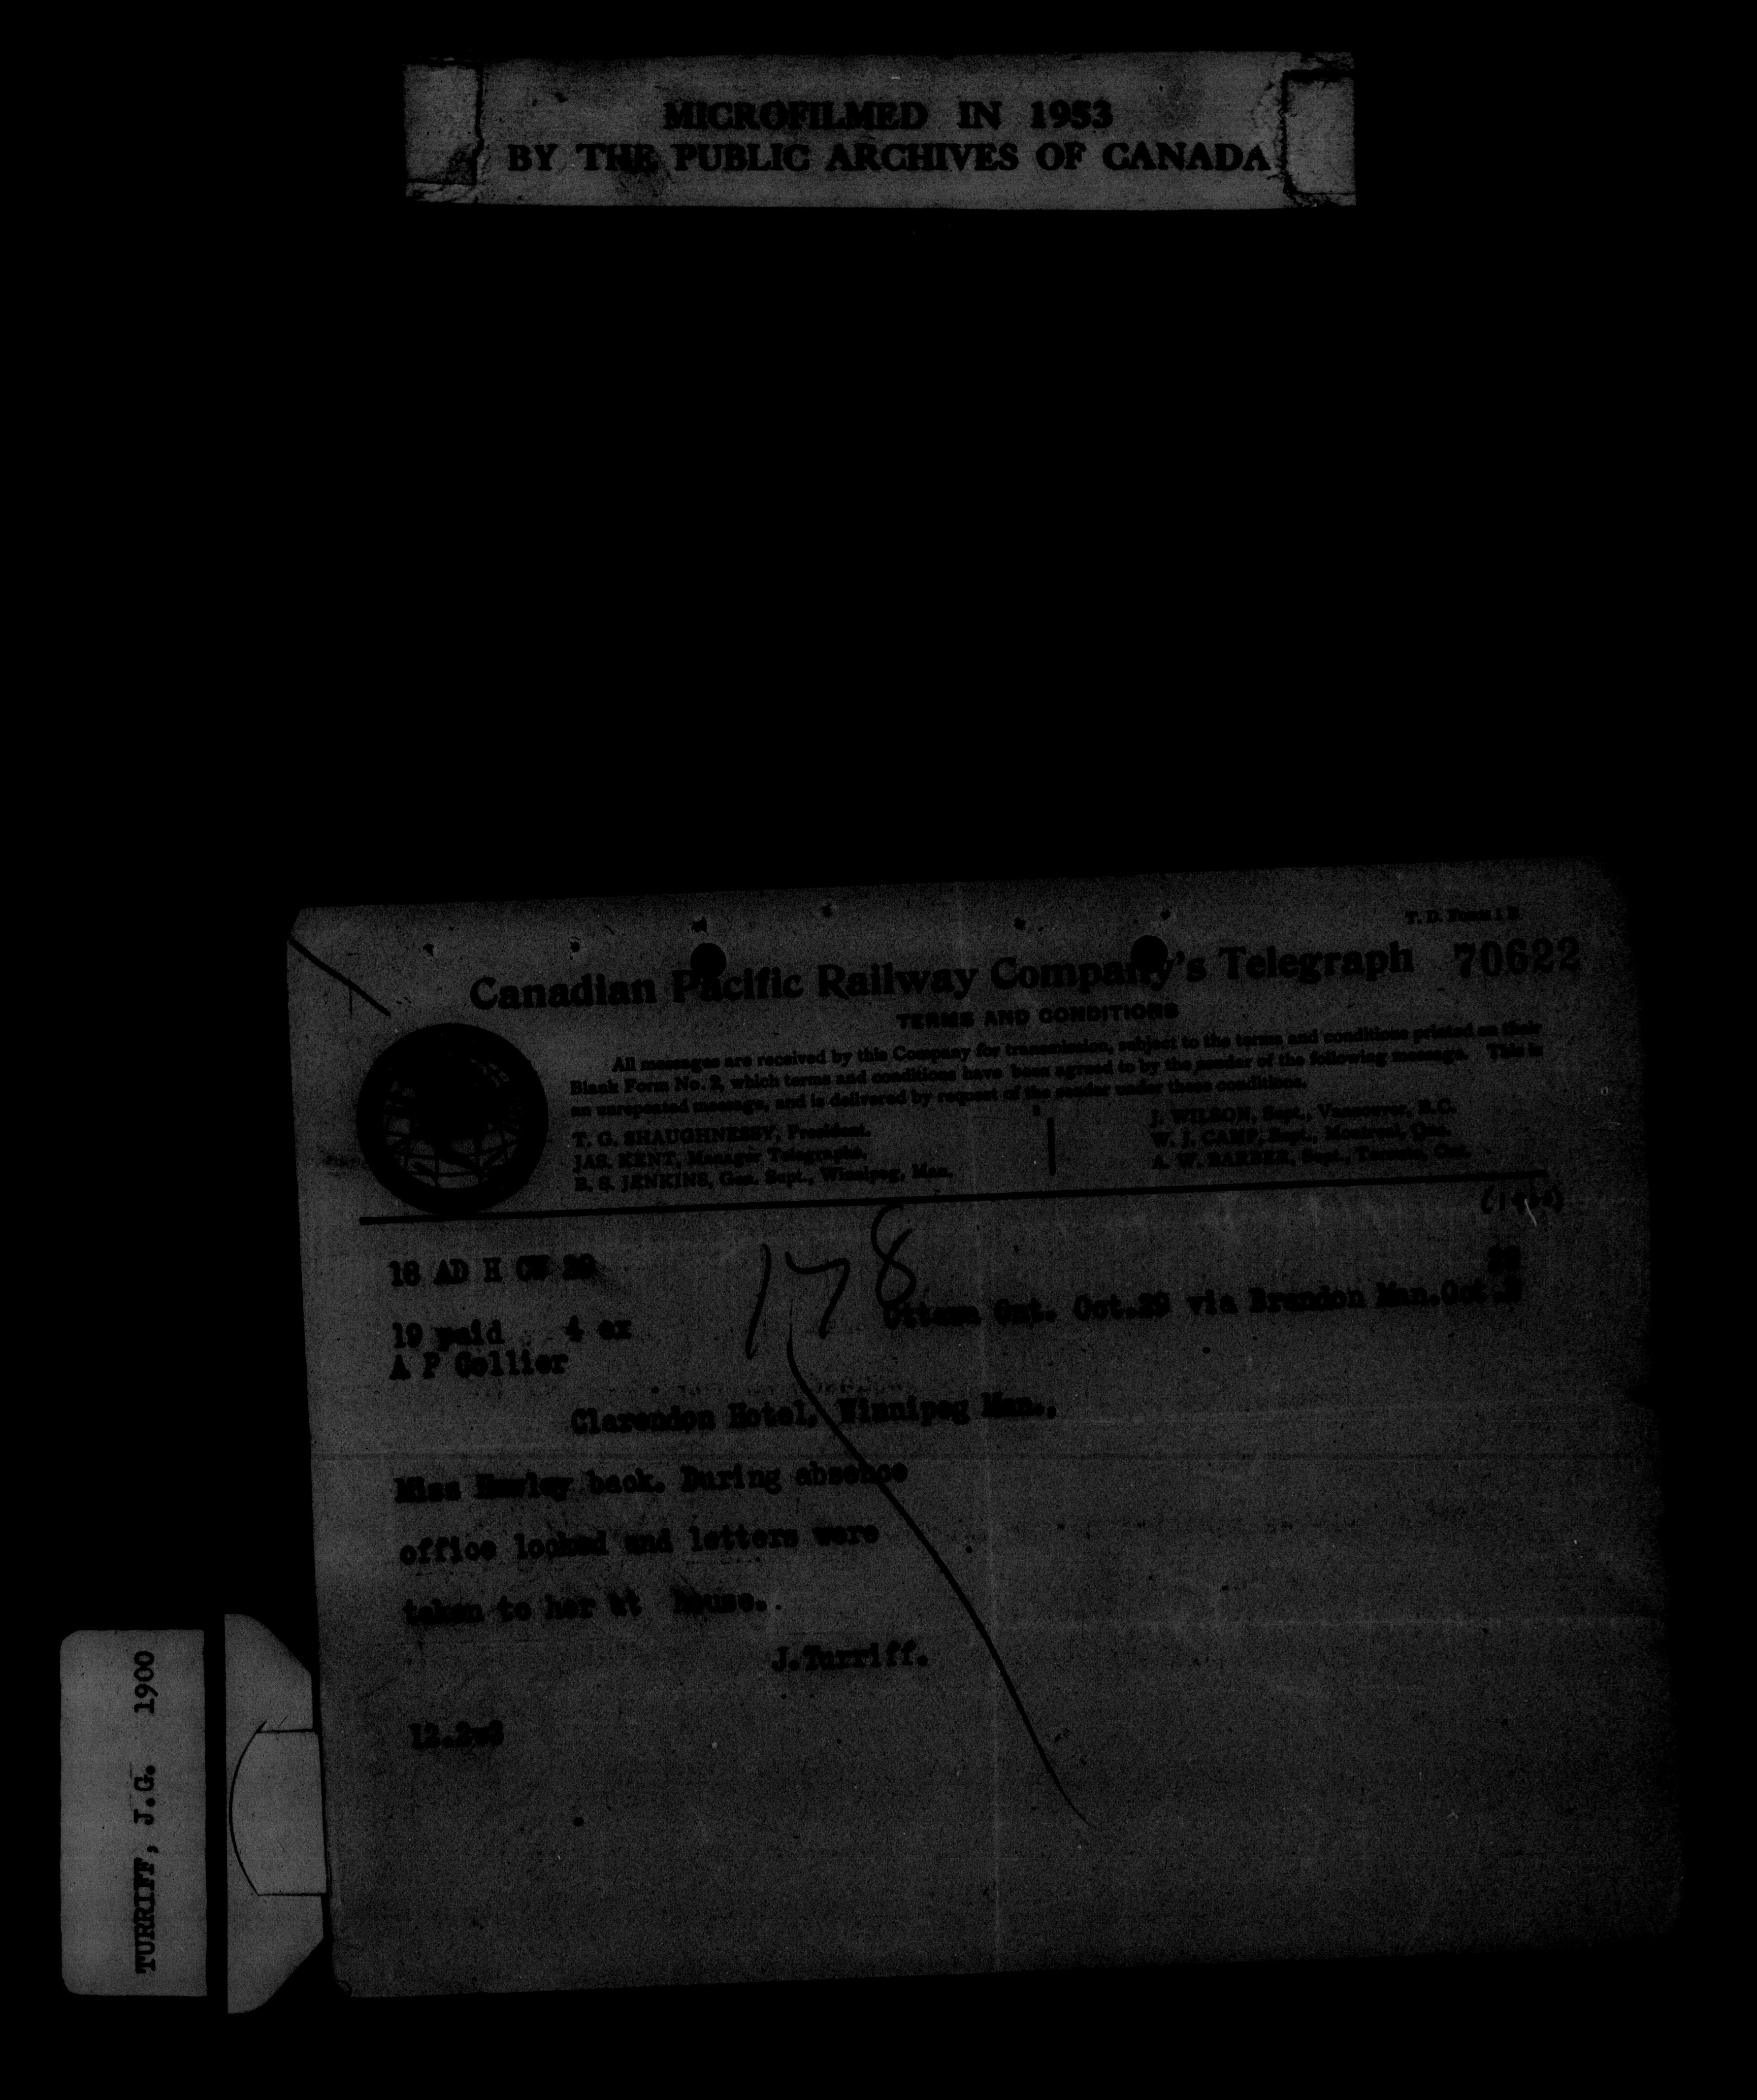 MICROFILMED IN 1953
BY THE PUBLIC ARCHIVES OF CANADA
T. D. Form 1 B
Canadian Pacific Railway Company's Telegraph 70622
TERMS AND CONDITIONS
All messages are received by this Company for transmission, subject to the terms and conditions printed on their
Blank Form No. 2, which terms and conditions have been agreed to by the sender of the following message. This is
an unrepeated message, and is delivered by request of the sender under these conditions.
T. G. SHAUGHNESSY, President.
JAS. KENT, Manager Telegraphs.
B. S. JENKINS, Gen. Supt., Winnipeg, Man.
J. WILSON, Supt., Vancouver, B.C.
W. J. CAMP, Supt., Montreal, Que.
A. W. BARBER, Supt., Toronto, Ont.
(1900)
178
16 AD H 29
19 paid 4 ex
Ottawa Ont. Oct.29 via Brandon Man.Oct.
A P Collier
Clarendon Hotel, Winnipeg Man.,
Miss back. During absence
office locked and letters were
taken to her at house.
J.Turriff.
TURRIFF, J.G. 1900